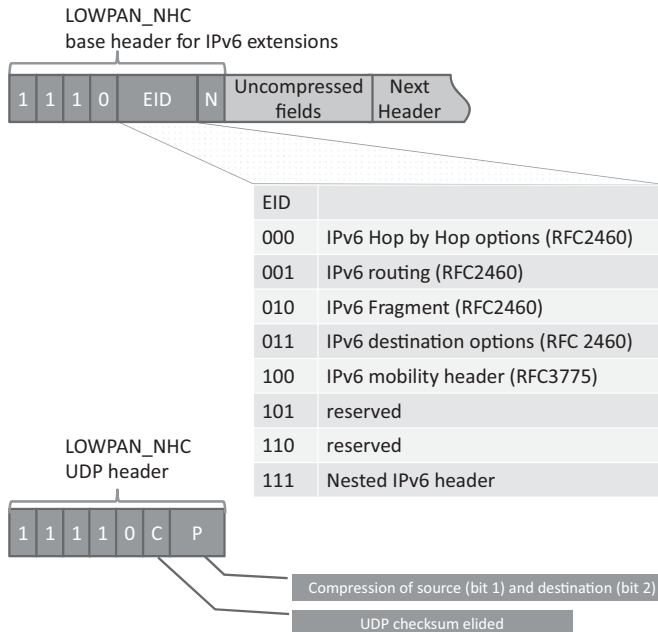 LOWPAN_NHC
base header for IPv6 extensions
1 1 1 0 EID N Uncompressed fields Next Header
EID
000 IPv6 Hop by Hop options (RFC2460)
001 IPv6 routing (RFC2460)
010 IPv6 Fragment (RFC2460)
011 IPv6 destination options (RFC 2460)
100 IPv6 mobility header (RFC3775)
101 reserved
110 reserved
111 Nested IPv6 header
LOWPAN_NHC
UDP header
1 1 1 1 0 C P
Compression of source (bit 1) and destination (bit 2)
UDP checksum elided